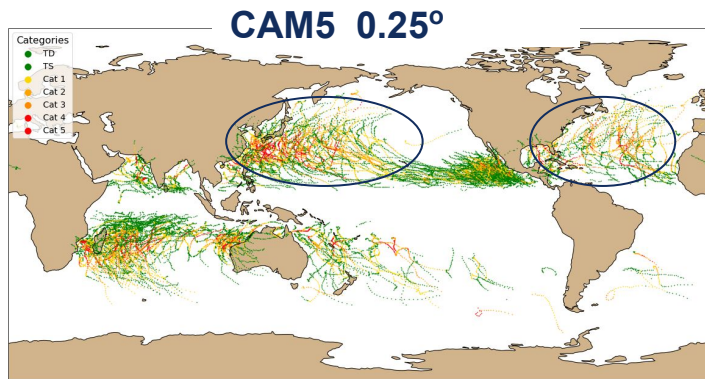 CAM5 0.25º
Categories
TD
TS
Cat 1
Cat 2
Cat 3
Cat 4
Cat 5